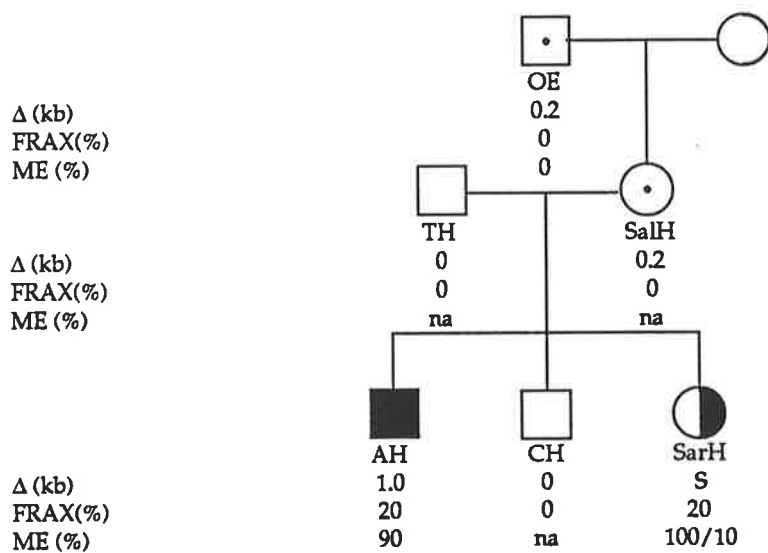 OE
Δ (kb) 0.2
FRAX(%) 0
ME (%) 0
TH SalH
Δ (kb) 0 0.2
FRAX(%) 0 0
ME (%) na na
AH CH SarH
Δ (kb) 1.0 0 S
FRAX(%) 20 0 20
ME (%) 90 na 100/10